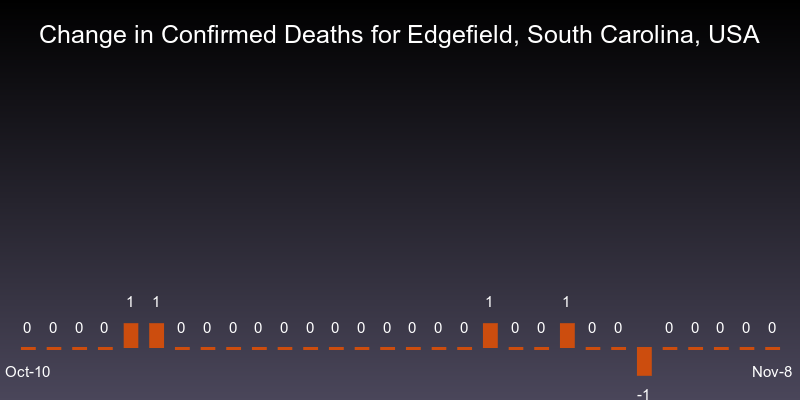 Change in Confirmed Deaths for Edgefield, South Carolina, USA
1 1 1 1
0 0 0 0 0 0 0 0 0 0 0 0 0 0 0 0 0 0 0 0 0 0 0 0 0
Oct-10 Nov-8
-1